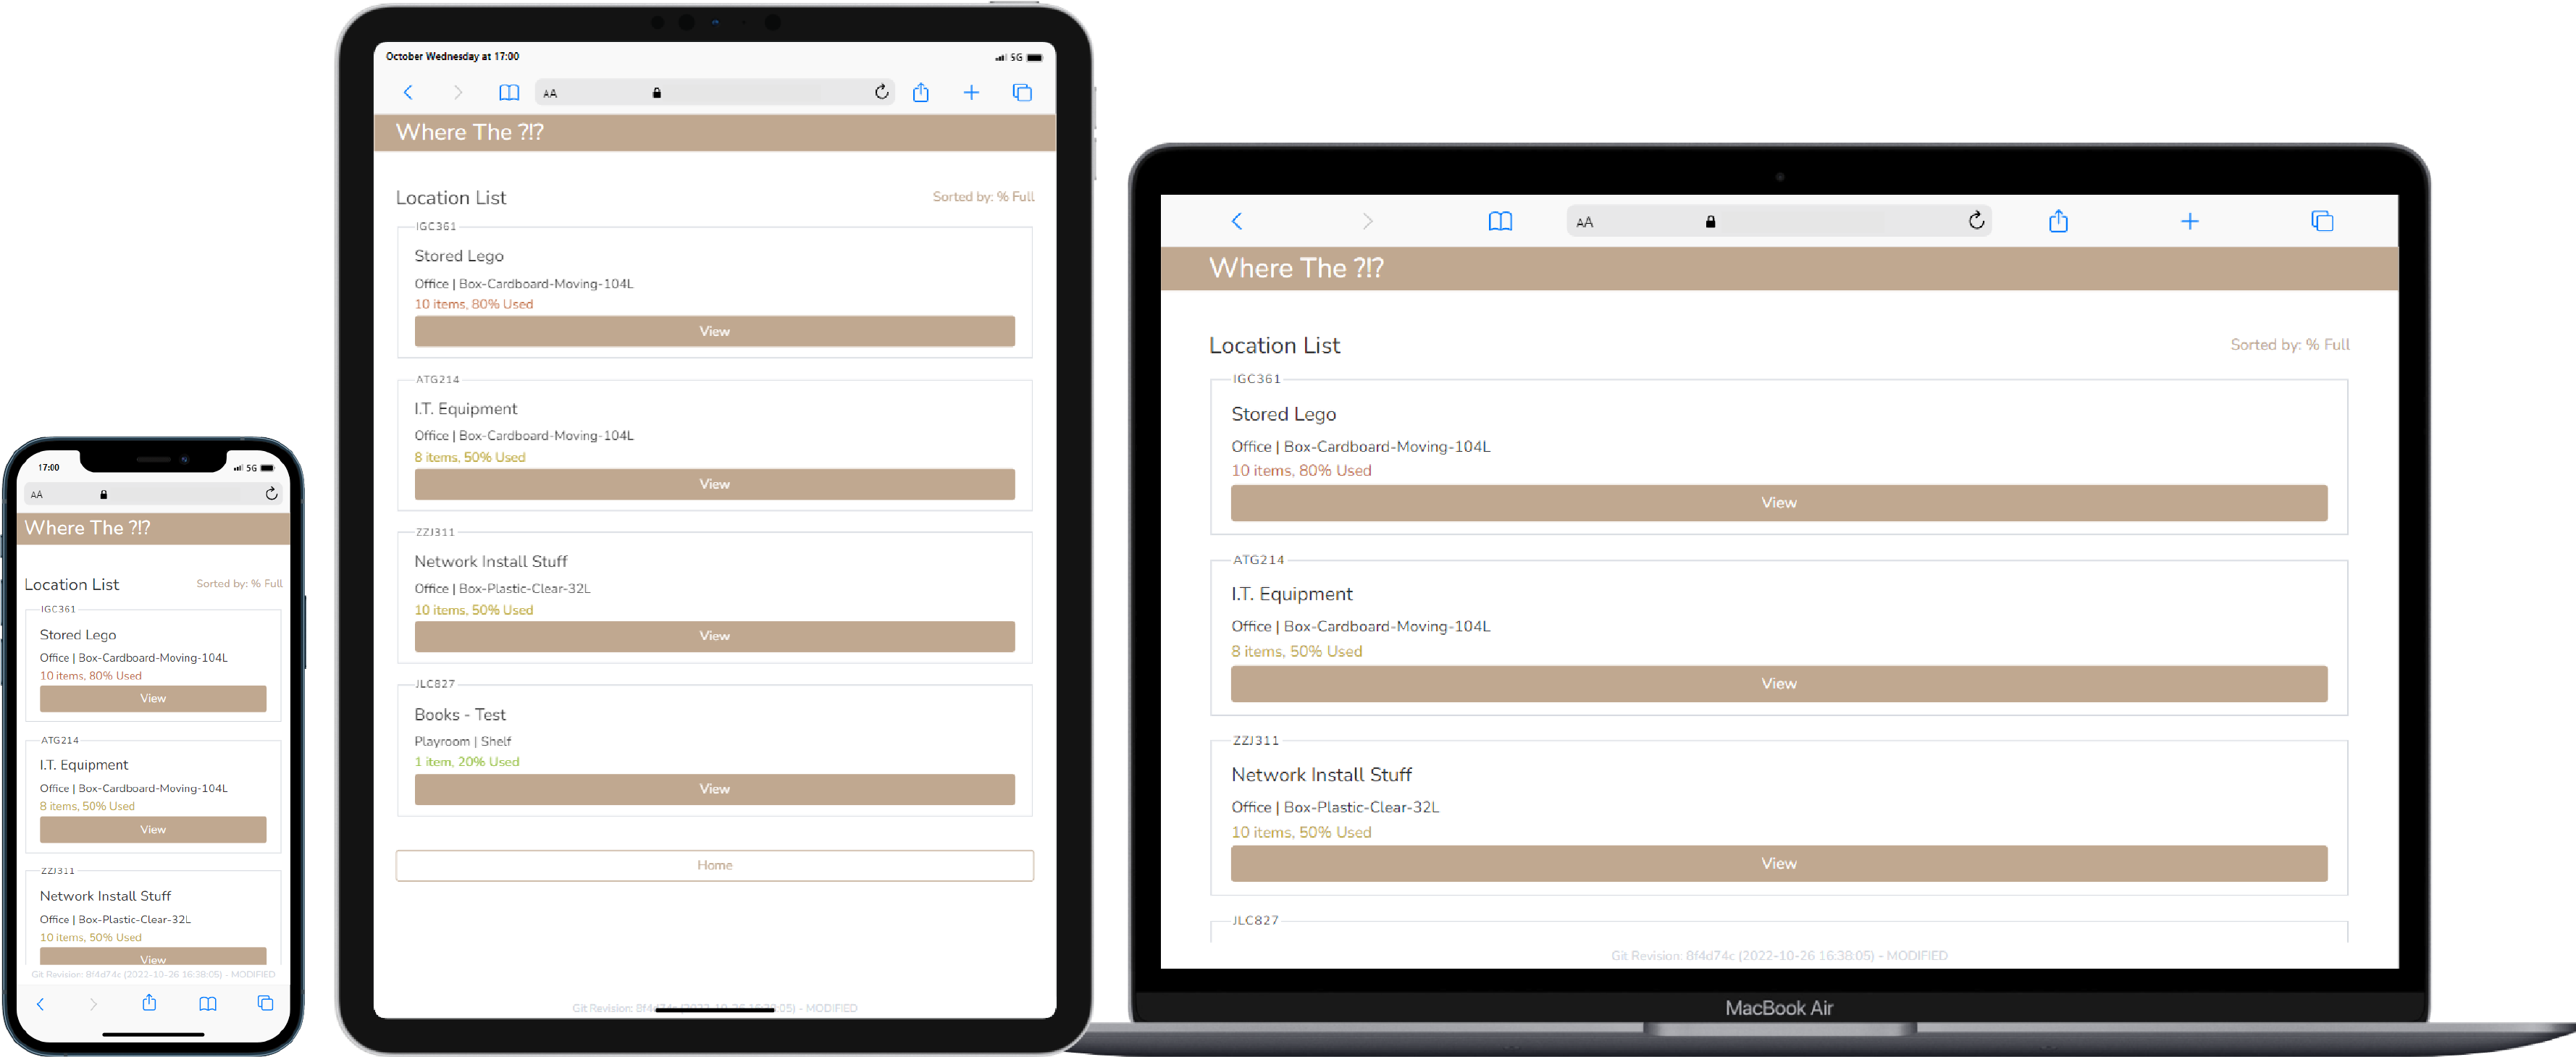 17:00
5G
AA
Where The ?!?
Location List
Sorted by: % Full
IGC361
Stored Lego
Office | Box-Cardboard-Moving-104L
10 items, 80% Used
View
ATG214
I.T. Equipment
Office | Box-Cardboard-Moving-104L
8 items, 50% Used
View
ZZJ311
Network Install Stuff
Office | Box-Plastic-Clear-32L
10 items, 50% Used
View
Git Revision: 8f4d74c (2022-10-26 16:38:05) - MODIFIED
October Wednesday at 17:00
5G
AA
Where The ?!?
Location List
Sorted by: % Full
IGC361
Stored Lego
Office | Box-Cardboard-Moving-104L
10 items, 80% Used
View
ATG214
I.T. Equipment
Office | Box-Cardboard-Moving-104L
8 items, 50% Used
View
ZZJ311
Network Install Stuff
Office | Box-Plastic-Clear-32L
10 items, 50% Used
View
JLC827
Books - Test
Playroom | Shelf
1 item, 20% Used
View
Home
Git Revision: - MODIFIED
AA
Where The ?!?
Location List
Sorted by: % Full
IGC361
Stored Lego
Office | Box-Cardboard-Moving-104L
10 items, 80% Used
View
ATG214
I.T. Equipment
Office | Box-Cardboard-Moving-104L
8 items, 50% Used
View
ZZJ311
Network Install Stuff
Office | Box-Plastic-Clear-32L
10 items, 50% Used
View
JLC827
Git Revision: 8f4d74c (2022-10-26 16:38:05) - MODIFIED
MacBook Air